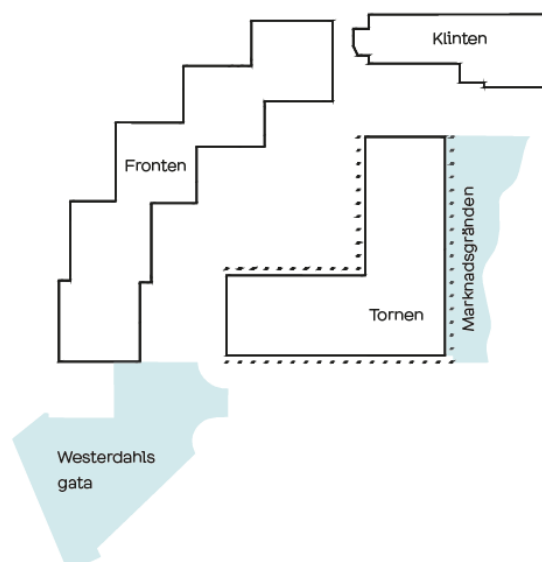 Klinten
Fronten
Marknadsgränden
Tornen
Westerdahls
gata